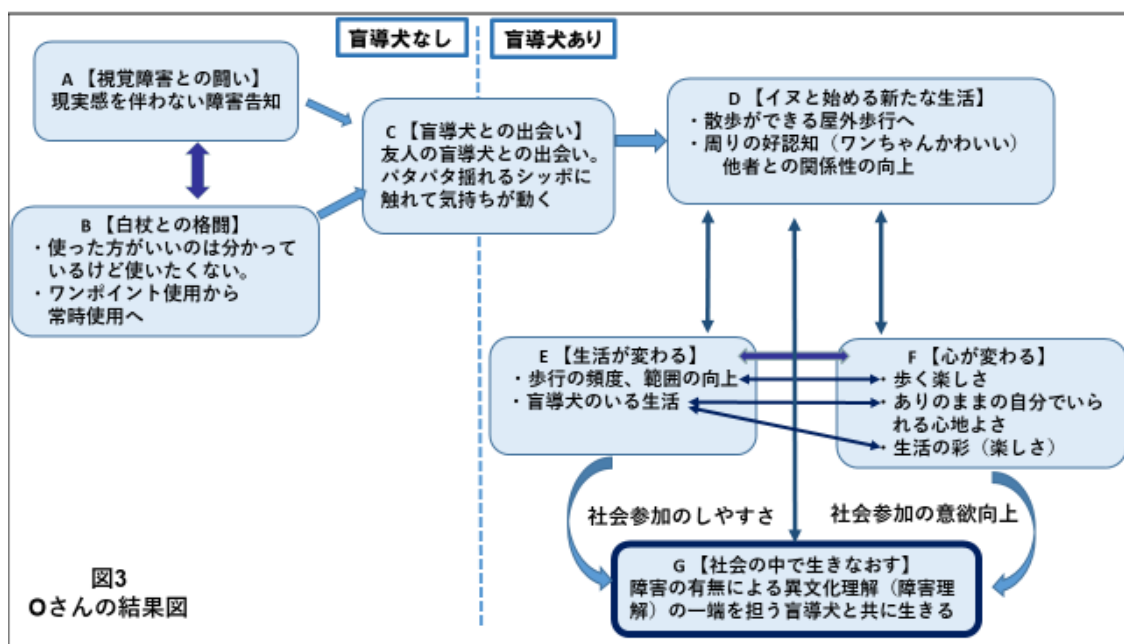 盲導犬なし
盲導犬あり
A 【視覚障害との闘い】
現実感を伴わない障害告知
B 【白杖との格闘】
・使った方がいいのは分かって
いるけど使いたくない。
・ワンポイント使用から
常時使用へ
C 【盲導犬との出会い】
友人の盲導犬との出会い。
パタパタ揺れるシッポに
触れて気持ちが動く
D 【イヌと始める新たな生活】
・散歩ができる屋外歩行へ
・周りの好認知（ワンちゃんかわいい）
他者との関係性の向上
E 【生活が変わる】
・歩行の頻度、範囲の向上
・盲導犬のいる生活
F 【心が変わる】
・歩く楽しさ
・ありのままの自分でいら
れる心地よさ
・生活の彩（楽しさ）
社会参加のしやすさ
社会参加の意欲向上
G 【社会の中で生きなおす】
障害の有無による異文化理解（障害理
解）の一端を担う盲導犬と共に生きる
図3
Oさんの結果図